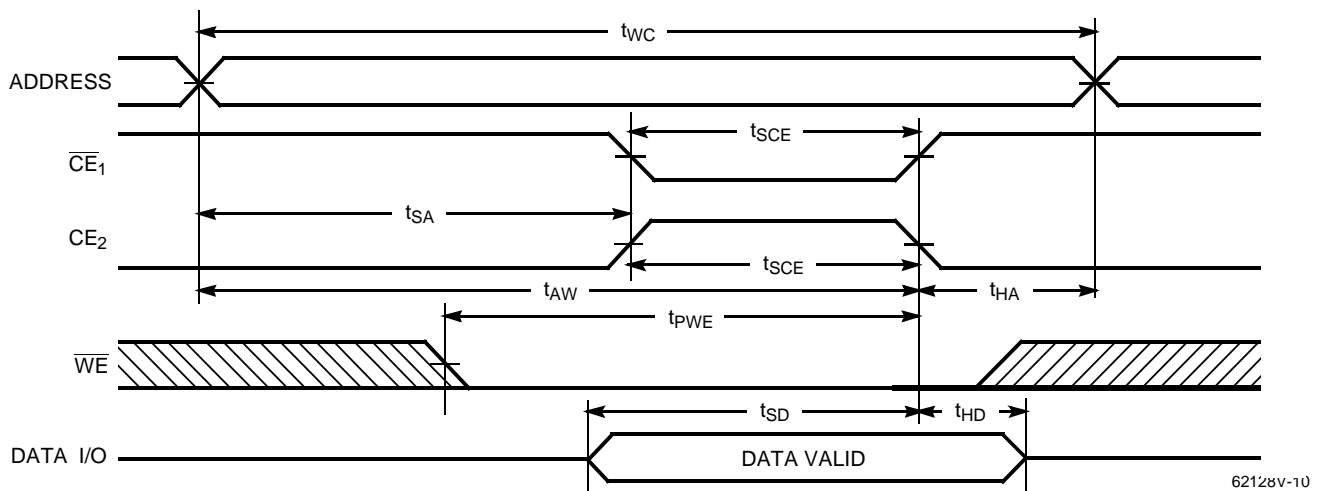 tWC
ADDRESS
tSCE
CE1
tSA
CE2
tSCE
tAW
tHA
tPWE
WE
tSD
tHD
DATA I/O
DATA VALID
62128V-10